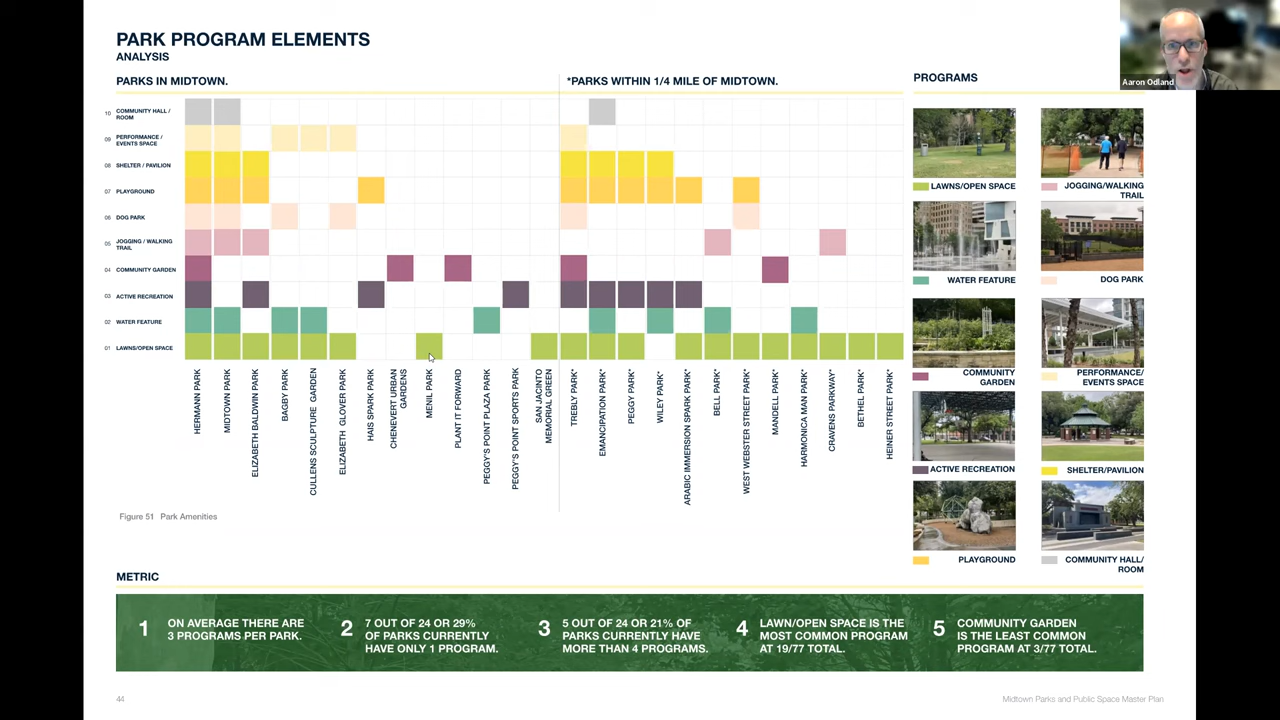 PARK PROGRAM ELEMENTS
ANALYSIS
Aaron Odland
PARKS IN MIDTOWN.
*PARKS WITHIN 1/4 MILE OF MIDTOWN.
PROGRAMS
10 COMMUNITY HALL /
ROOM
09 PERFORMANCE /
EVENTS SPACE
08 SHELTER / PAVILION
07 PLAYGROUND
06 DOG PARK
05 JOGGING / WALKING
TRAIL
04 COMMUNITY GARDEN
03 ACTIVE RECREATION
02 WATER FEATURE
01 LAWNS/OPEN SPACE
HERMANN PARK
MIDTOWN PARK
ELIZABETH BALDWIN PARK
BAGBY PARK
CULLENS SCULPTURE GARDEN
ELIZABETH GLOVER PARK
HAIS SPARK PARK
CHENEVERT URBAN
GARDENS
MENIL PARK
PLANT IT FORWARD
PEGGY'S POINT PLAZA PARK
PEGGY'S POINT SPORTS PARK
SAN JACINTO
MEMORIAL GREEN
TREBLY PARK*
EMANCIPATION PARK*
PEGGY PARK*
WILEY PARK*
ARABIC IMMERSION SPARK PARK*
BELL PARK*
WEST WEBSTER STREET PARK*
MANDELL PARK*
HARMONICA MAN PARK*
CRAVENS PARKWAY*
BETHEL PARK*
HEINER STREET PARK*
LAWNS/OPEN SPACE
JOGGING/WALKING
TRAIL
WATER FEATURE
DOG PARK
COMMUNITY
GARDEN
PERFORMANCE/
EVENTS SPACE
ACTIVE RECREATION
SHELTER/PAVILION
PLAYGROUND
COMMUNITY HALL/
ROOM
Figure 51 Park Amenities
METRIC
1 ON AVERAGE THERE ARE
3 PROGRAMS PER PARK.
2 7 OUT OF 24 OR 29%
OF PARKS CURRENTLY
HAVE ONLY 1 PROGRAM.
3 5 OUT OF 24 OR 21% OF
PARKS CURRENTLY HAVE
MORE THAN 4 PROGRAMS.
4 LAWN/OPEN SPACE IS THE
MOST COMMON PROGRAM
AT 19/77 TOTAL.
5 COMMUNITY GARDEN
IS THE LEAST COMMON
PROGRAM AT 3/77 TOTAL.
44
Midtown Parks and Public Space Master Plan